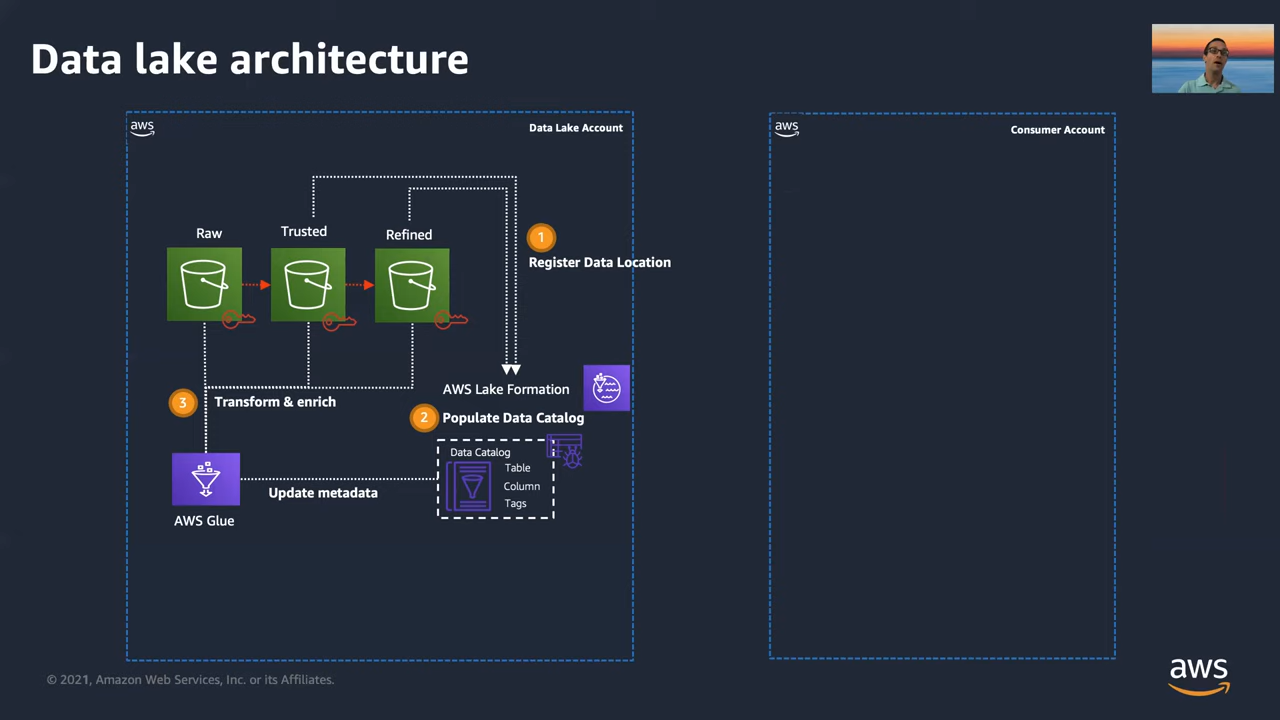 Data lake architecture
aws
Data Lake Account
aws
Consumer Account
Raw
Trusted
Refined
1
Register Data Location
AWS Lake Formation
3
Transform & enrich
2
Populate Data Catalog
Data Catalog
Table
Column
Tags
Update metadata
AWS Glue
© 2021, Amazon Web Services, Inc. or its Affiliates.
aws